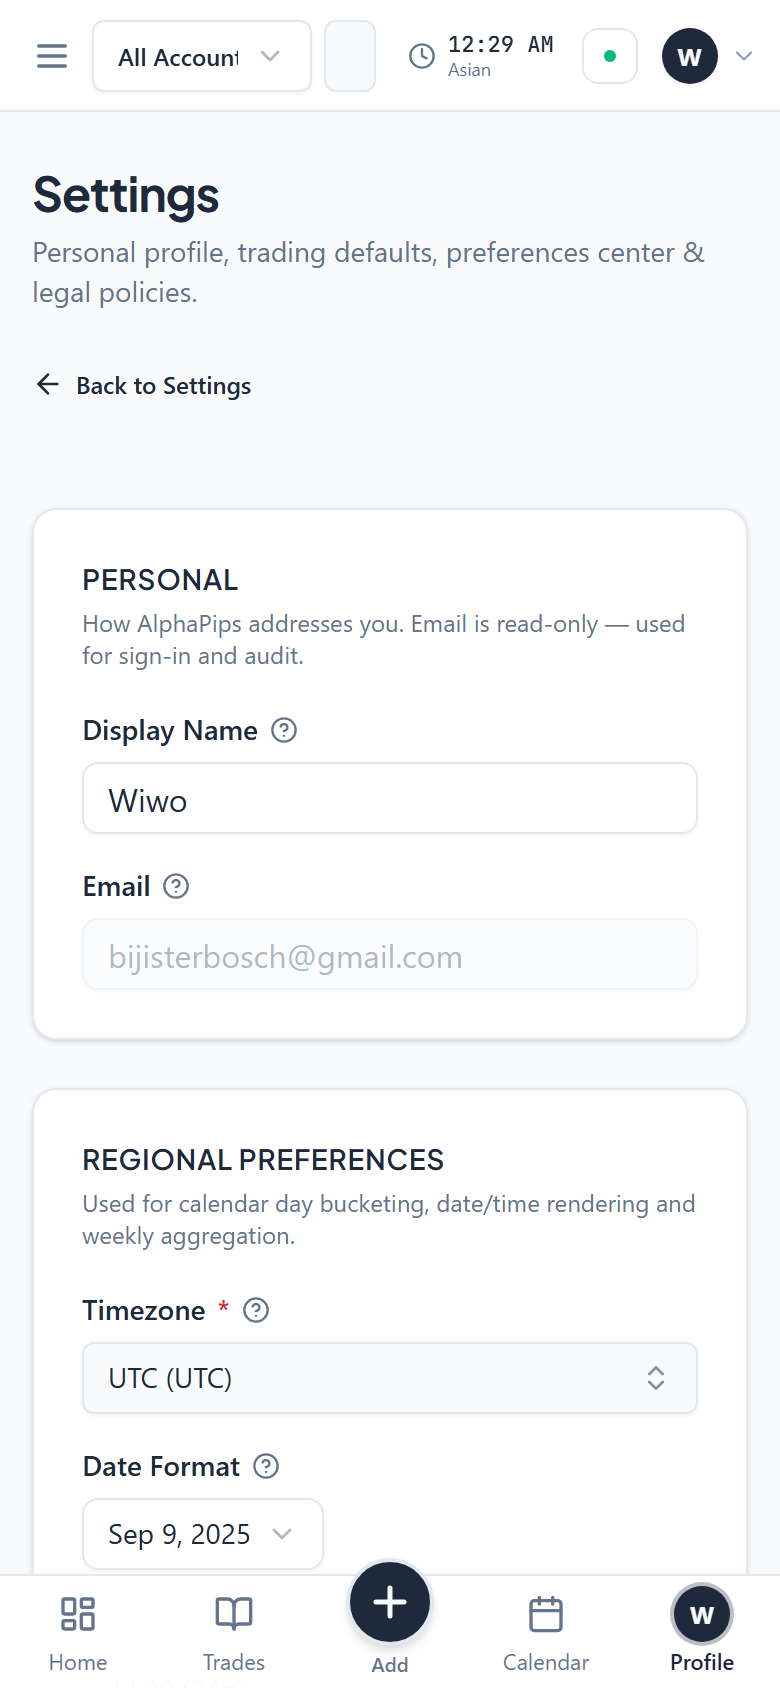 All Account
12:29 AM
Asian
W
Settings
Personal profile, trading defaults, preferences center &
legal policies.
Back to Settings
PERSONAL
How AlphaPips addresses you. Email is read-only — used
for sign-in and audit.
Display Name
Wiwo
Email
bijisterbosch@gmail.com
REGIONAL PREFERENCES
Used for calendar day bucketing, date/time rendering and
weekly aggregation.
Timezone *
UTC (UTC)
Date Format
Sep 9, 2025
W
Home
Trades
Add
Calendar
Profile